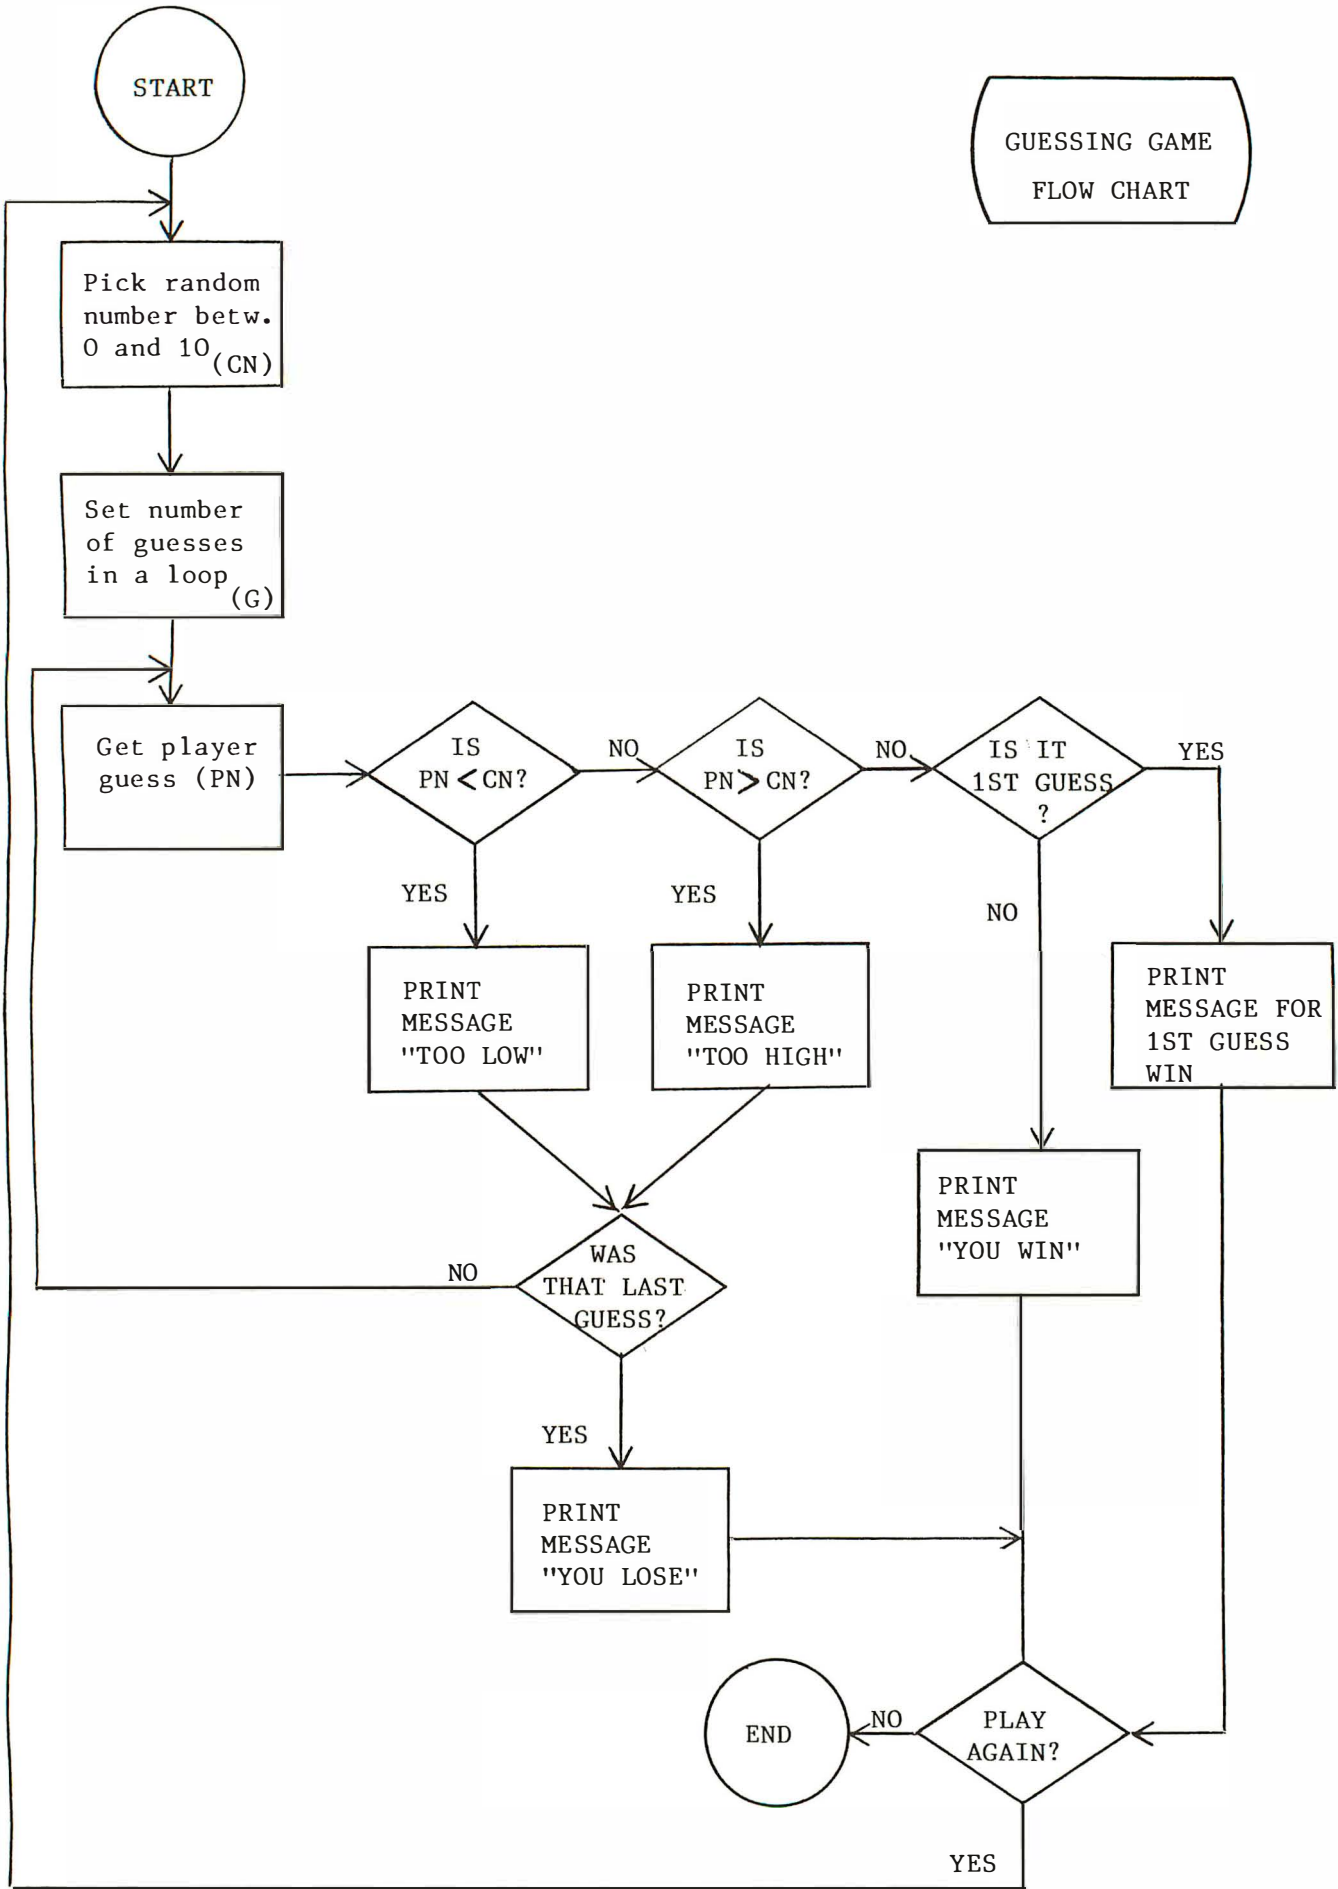 START
GUESSING GAME
FLOW CHART
Pick random
number betw.
0 and 10
(CN)
Set number
of guesses
in a loop
(G)
Get player
guess (PN)
IS
PN < CN?
NO
YES
IS
PN > CN?
NO
YES
IS IT
1ST GUESS
?
YES
NO
PRINT
MESSAGE
"TOO LOW"
PRINT
MESSAGE
"TOO HIGH"
PRINT
MESSAGE FOR
1ST GUESS
WIN
PRINT
MESSAGE
"YOU WIN"
WAS
THAT LAST
GUESS?
NO
YES
PRINT
MESSAGE
"YOU LOSE"
PLAY
AGAIN?
NO
END
YES